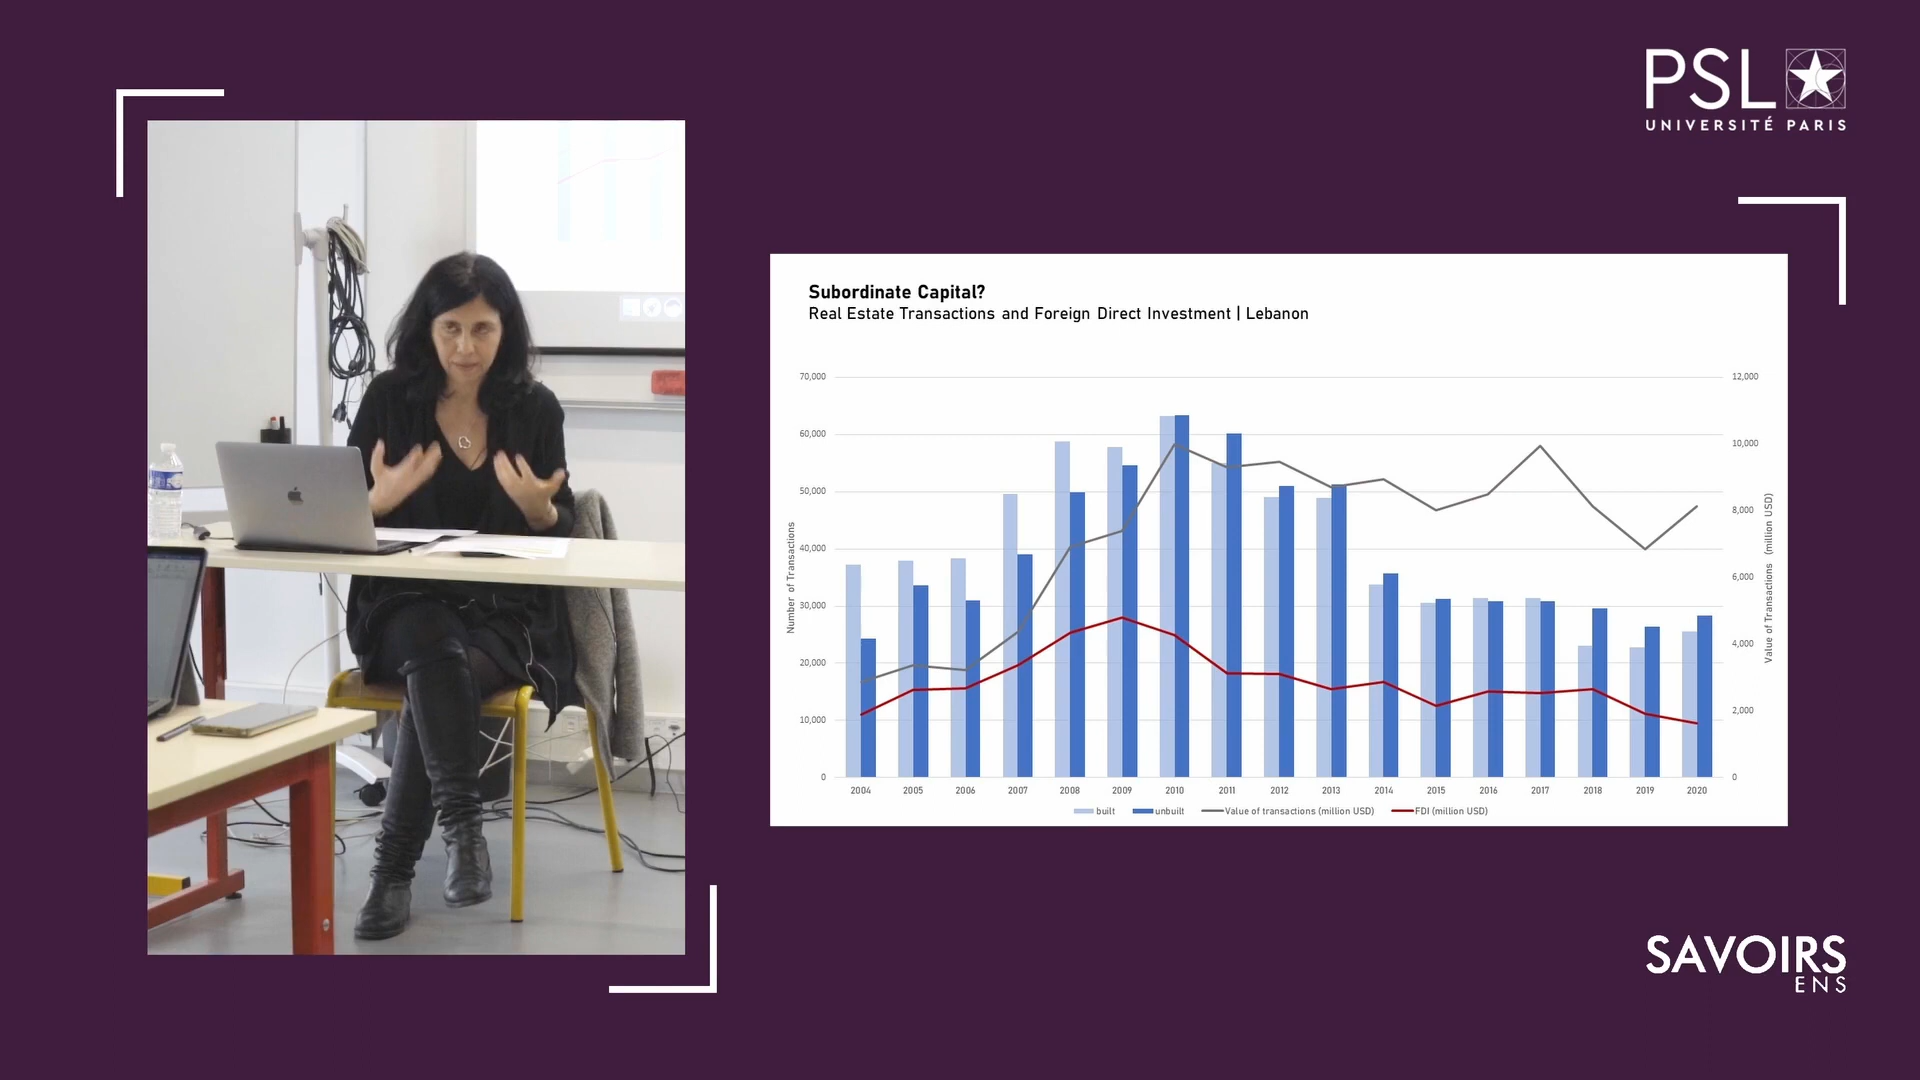 PSL
UNIVERSITÉ PARIS
Subordinate Capital?
Real Estate Transactions and Foreign Direct Investment | Lebanon
70,000
60,000
50,000
40,000
30,000
20,000
10,000
0
Number of Transactions
12,000
10,000
8,000
6,000
4,000
2,000
0
Value of Transactions (million USD)
2004 2005 2006 2007 2008 2009 2010 2011 2012 2013 2014 2015 2016 2017 2018 2019 2020
built unbuilt Value of transactions (million USD) FDI (million USD)
SAVOIRS
ENS